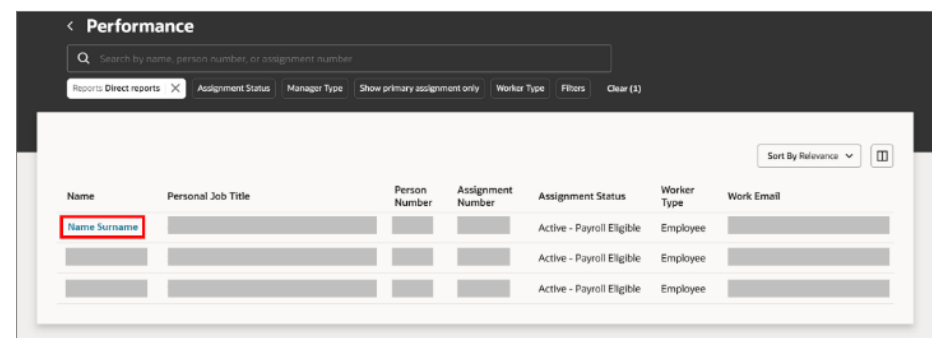 < Performance
Search by name, person number, or assignment number
Reports Direct reports X Assignment Status Manager Type Show primary assignment only Worker Type Filters Clear (1)
Sort By Relevance
Name Personal Job Title Person Number Assignment Number Assignment Status Worker Type Work Email
Name Surname Active - Payroll Eligible Employee
Active - Payroll Eligible Employee
Active - Payroll Eligible Employee